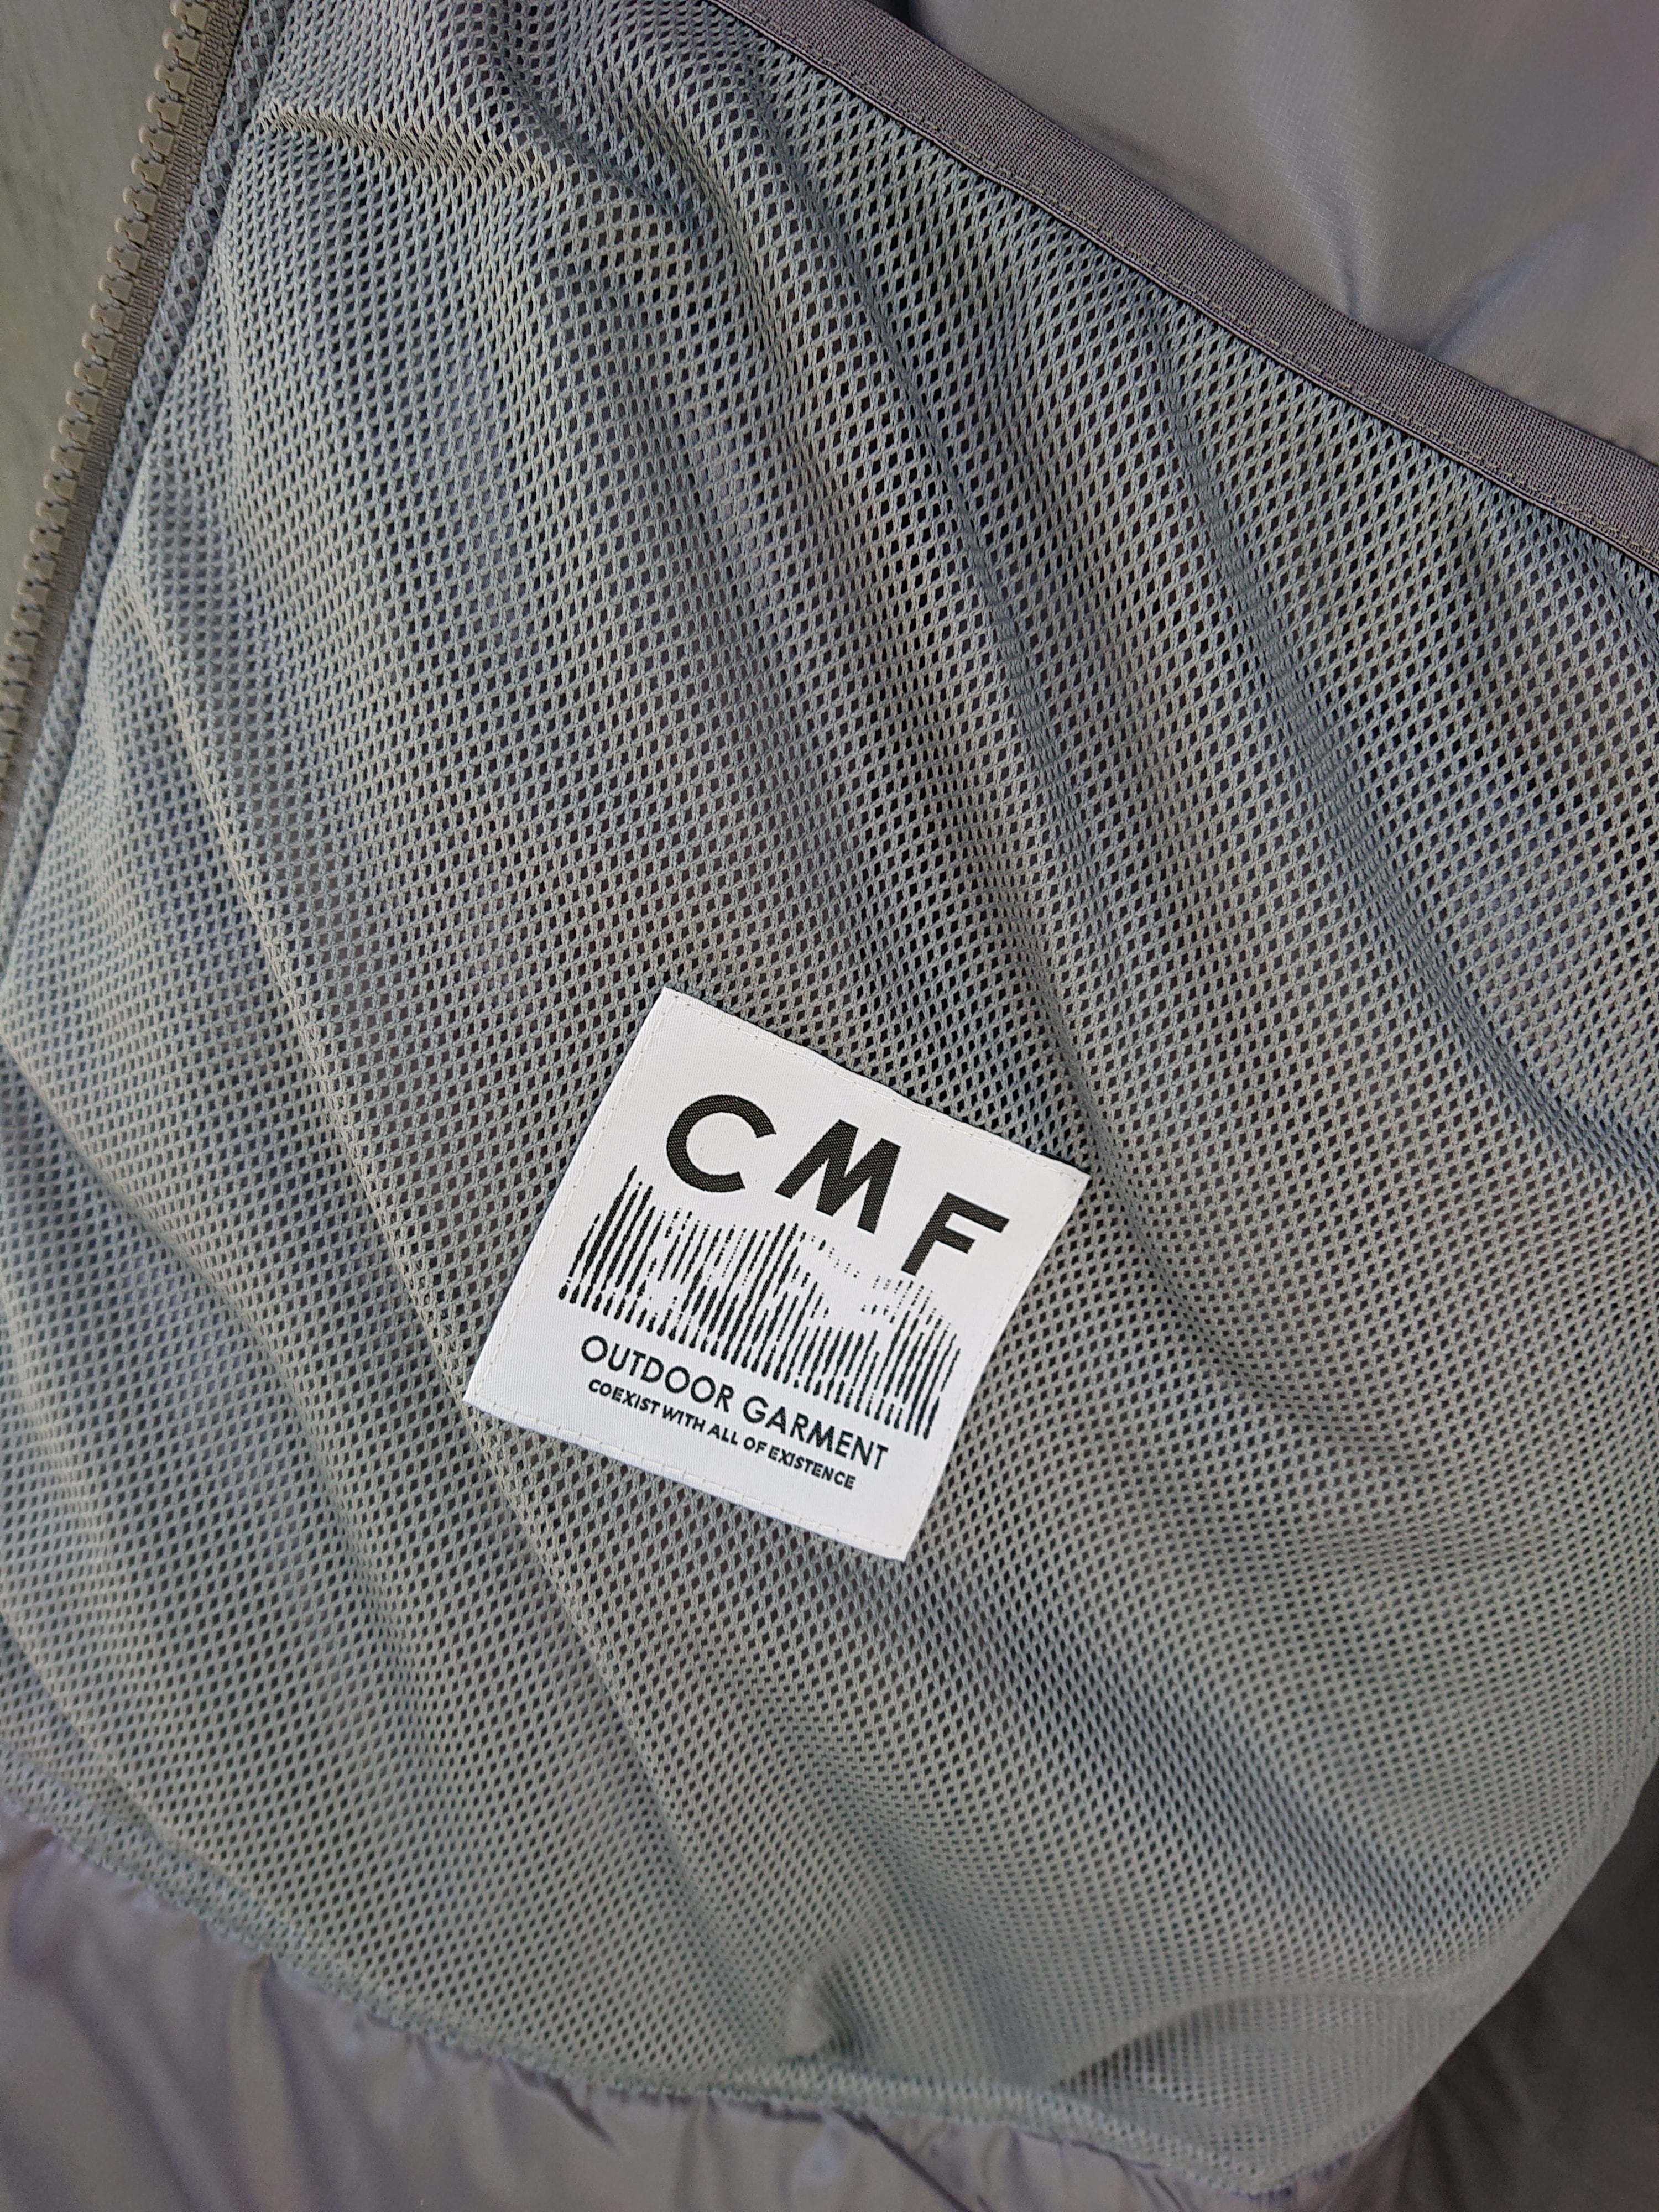 CMF
OUTDOOR GARMENT
COEXIST WITH ALL OF EXISTENCE